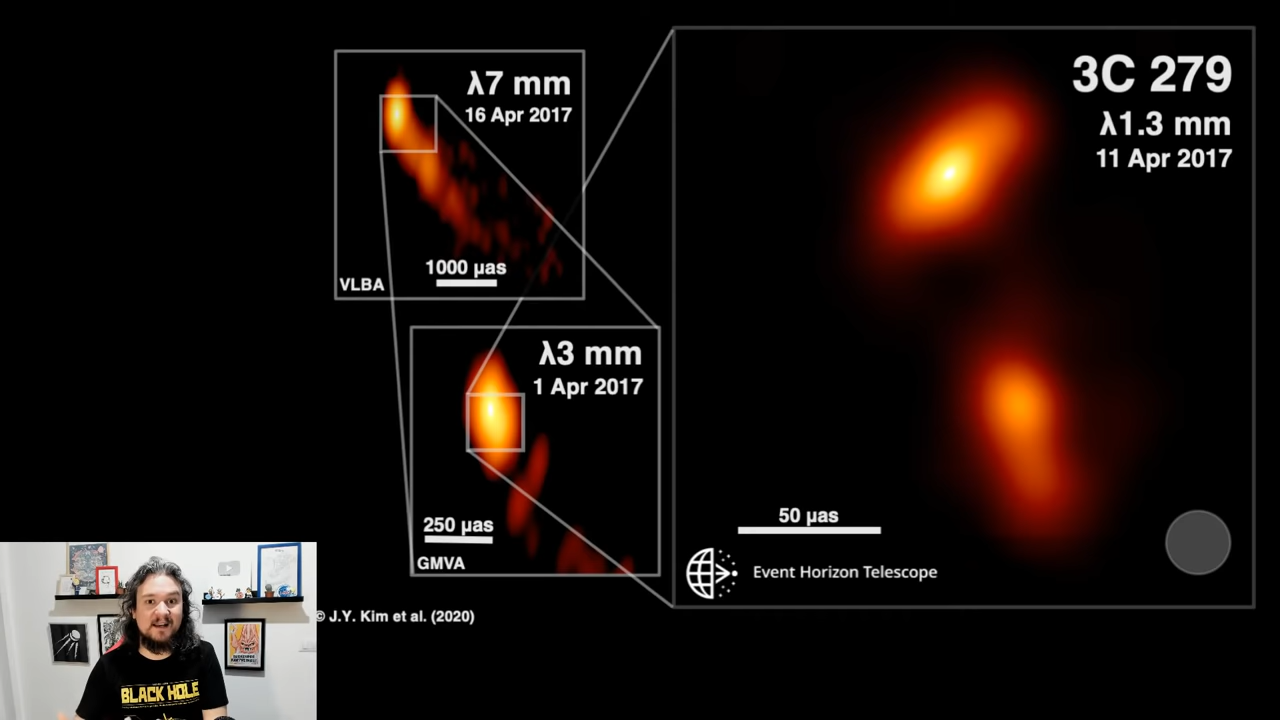 λ7 mm
16 Apr 2017
1000 µas
VLBA
λ3 mm
1 Apr 2017
250 µas
GMVA
3C 279
λ1.3 mm
11 Apr 2017
50 µas
Event Horizon Telescope
© J.Y. Kim et al. (2020)
BLACK HOLE